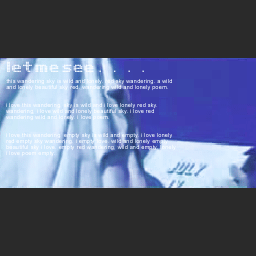 letmesee....
this wandering sky is wild and lonely. red sky wandering. a wild
and lonely beautiful sky. red, wandering wild and lonely poem.
i love this wandering. sky is wild and i love lonely red sky.
wandering. i love wild and lonely beautiful sky. i love red
wandering wild and lonely. i love poem.
i love this wandering. empty sky is wild and empty. i love lonely
red empty sky wandering. i empty love. wild and lonely empty
beautiful sky. i love. empty red wandering. wild and empty.
i love poem empty.
JULY